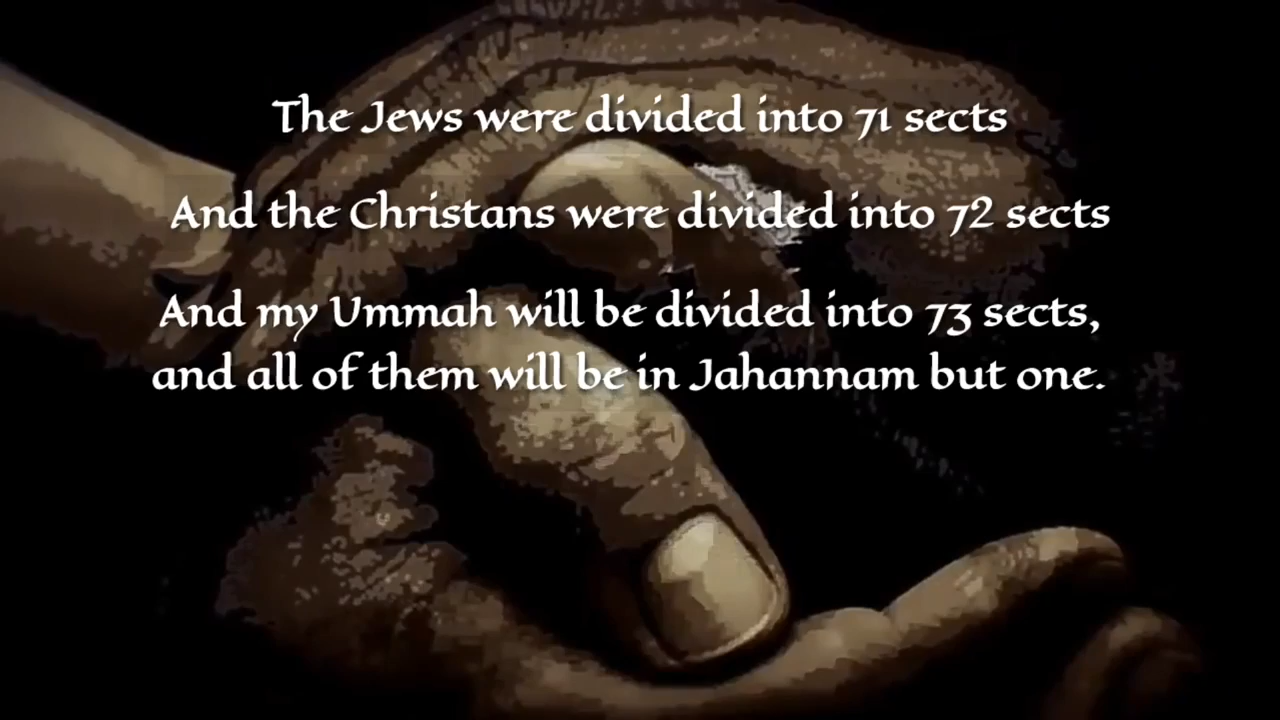 The Jews were divided into 71 sects
And the Christans were divided into 72 sects
And my Ummah will be divided into 73 sects,
and all of them will be in Jahannam but one.